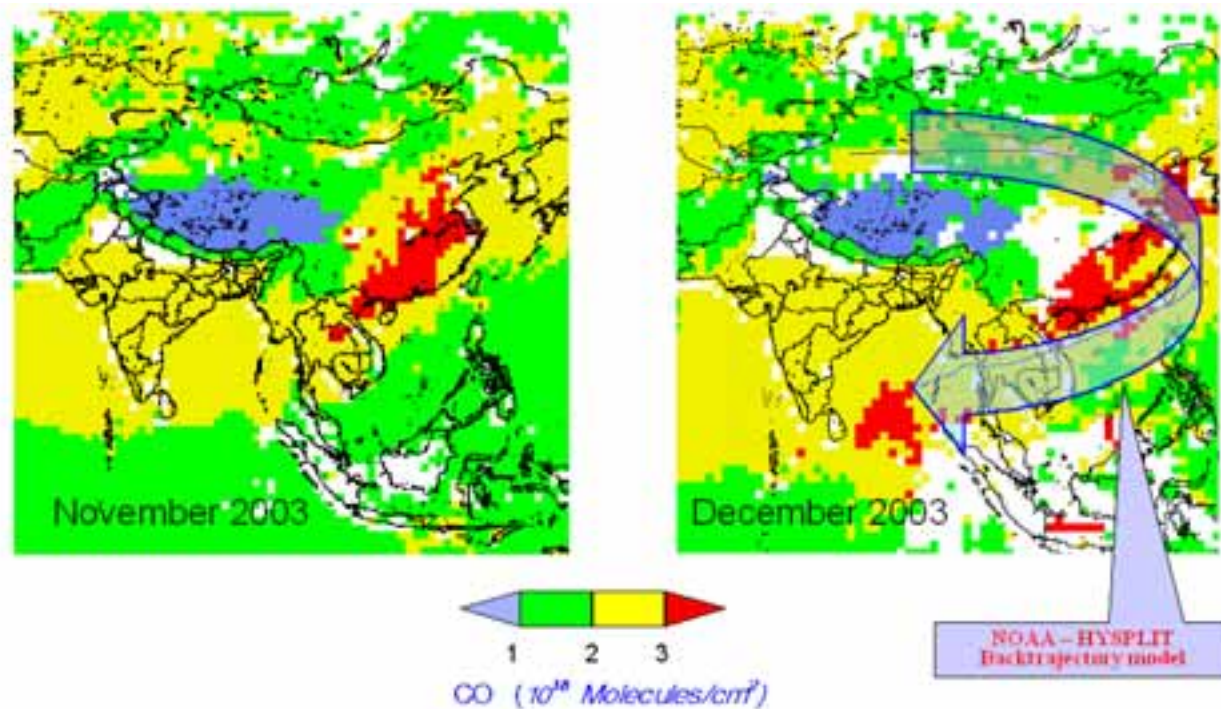 November 2003
December 2003
1 2 3
CO (10¹⁸ Molecules/cm²)
NOAA – HYSPLIT
Backtrajectory model